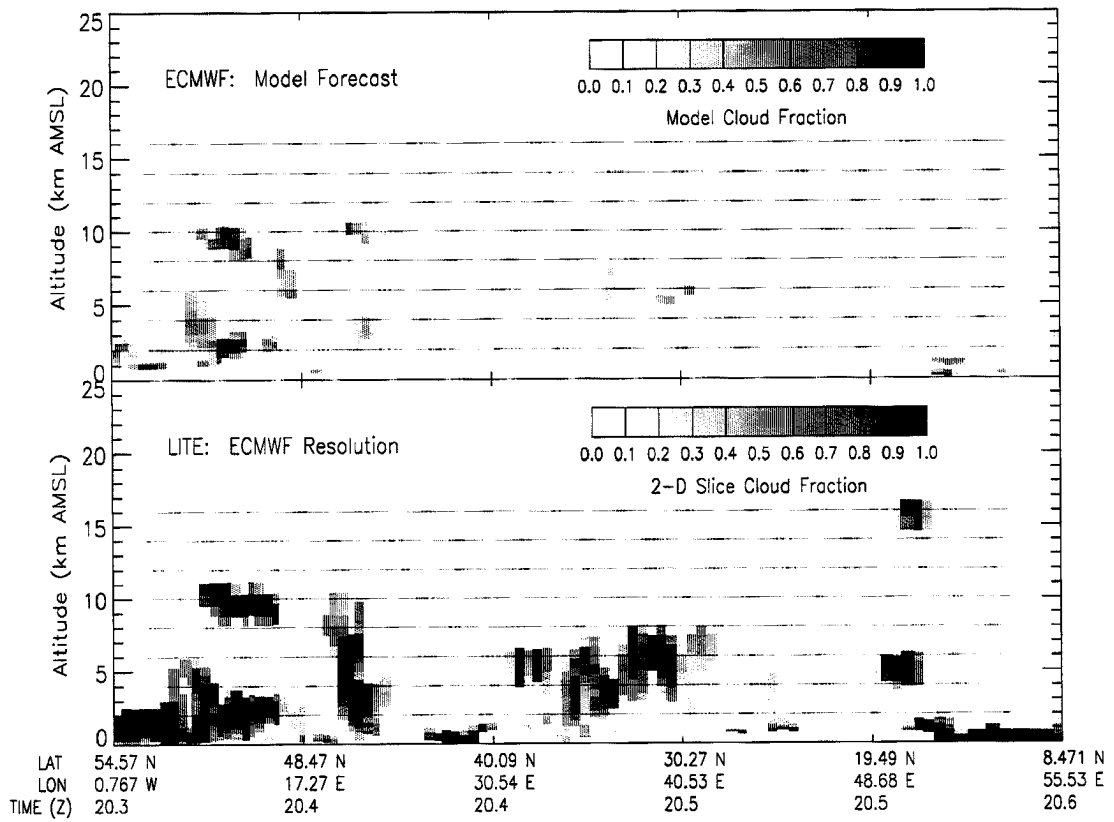 25
20
15
10
5
0
Altitude (km AMSL)
ECMWF: Model Forecast
0.0 0.1 0.2 0.3 0.4 0.5 0.6 0.7 0.8 0.9 1.0
Model Cloud Fraction
25
20
15
10
5
0
Altitude (km AMSL)
LITE: ECMWF Resolution
0.0 0.1 0.2 0.3 0.4 0.5 0.6 0.7 0.8 0.9 1.0
2-D Slice Cloud Fraction
LAT 54.57 N 48.47 N 40.09 N 30.27 N 19.49 N 8.471 N
LON 0.767 W 17.27 E 30.54 E 40.53 E 48.68 E 55.53 E
TIME (Z) 20.3 20.4 20.4 20.5 20.5 20.6